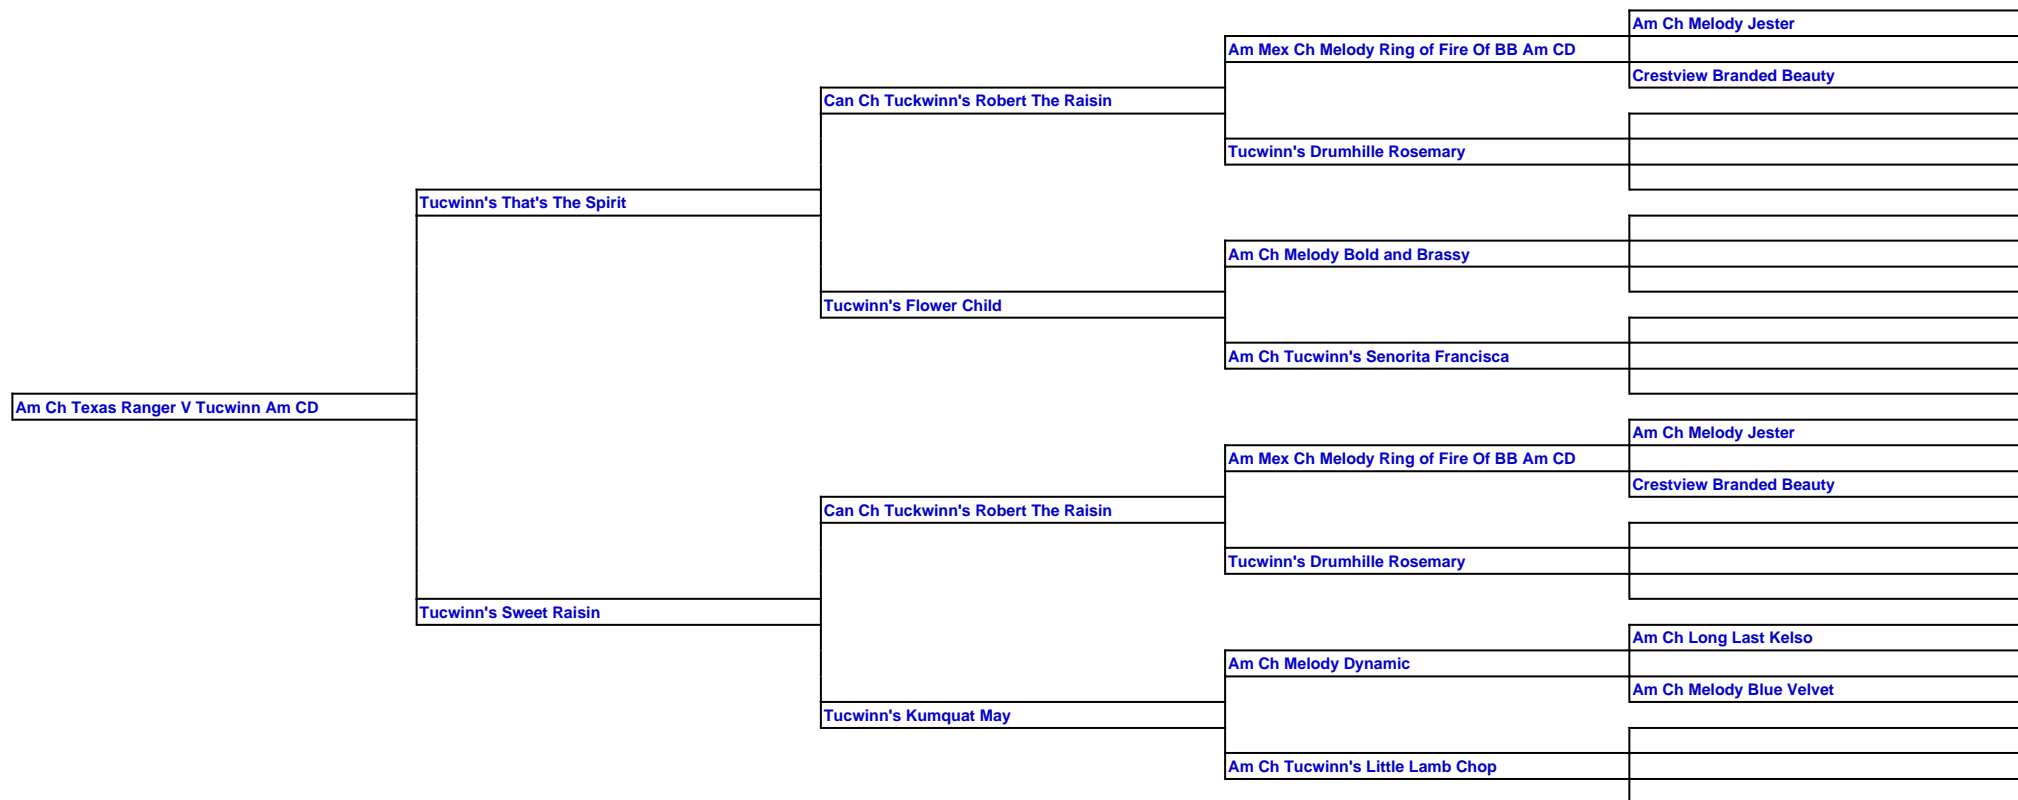 Am Ch Melody Jester
Am Mex Ch Melody Ring of Fire Of BB Am CD
Crestview Branded Beauty
Can Ch Tuckwinn's Robert The Raisin
Tucwinn's Drumhille Rosemary
Tucwinn's That's The Spirit
Am Ch Melody Bold and Brassy
Tucwinn's Flower Child
Am Ch Tucwinn's Senorita Francisca
Am Ch Texas Ranger V Tucwinn Am CD
Am Ch Melody Jester
Am Mex Ch Melody Ring of Fire Of BB Am CD
Crestview Branded Beauty
Can Ch Tuckwinn's Robert The Raisin
Tucwinn's Drumhille Rosemary
Tucwinn's Sweet Raisin
Am Ch Long Last Kelso
Am Ch Melody Dynamic
Am Ch Melody Blue Velvet
Tucwinn's Kumquat May
Am Ch Tucwinn's Little Lamb Chop